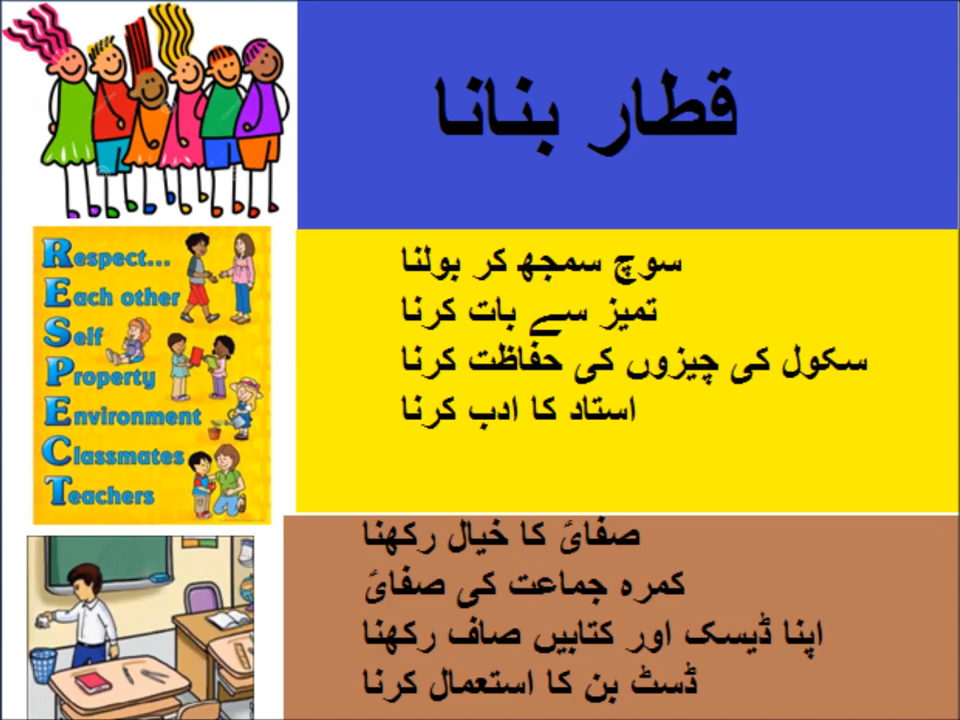 قطار بنانا
Respect...
Each other
Self
Property
Environment
Classmates
Teachers
سوچ سمجھ کر بولنا
تمیز سے بات کرنا
سکول کی چیزوں کی حفاظت کرنا
استاد کا ادب کرنا
صفائ کا خیال رکھنا
کمرہ جماعت کی صفائ
اپنا ڈیسک اور کتابیں صاف رکھنا
ڈسٹ بن کا استعمال کرنا